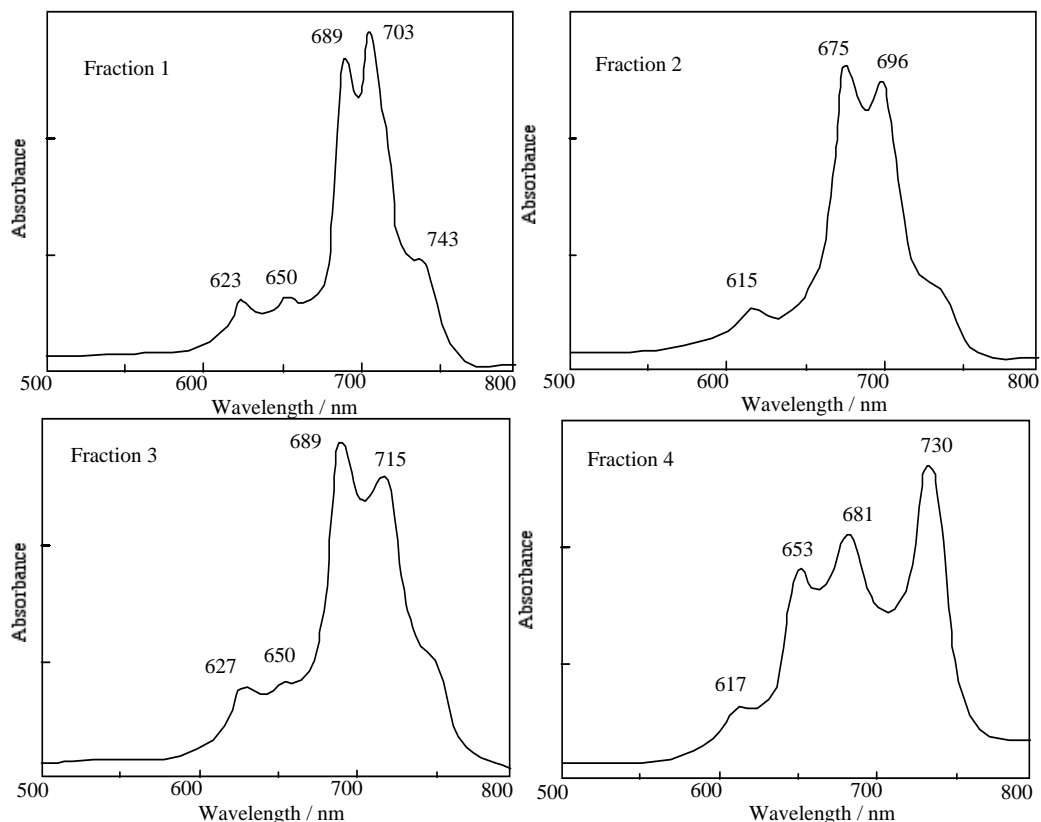 689
703
Fraction 1
743
623
650
Absorbance
500
600
700
800
Wavelength / nm
675
696
Fraction 2
615
Absorbance
500
600
700
800
Wavelength / nm
689
715
Fraction 3
627
650
Absorbance
500
600
700
800
Wavelength / nm
730
Fraction 4
681
653
617
Absorbance
500
600
700
800
Wavelength / nm